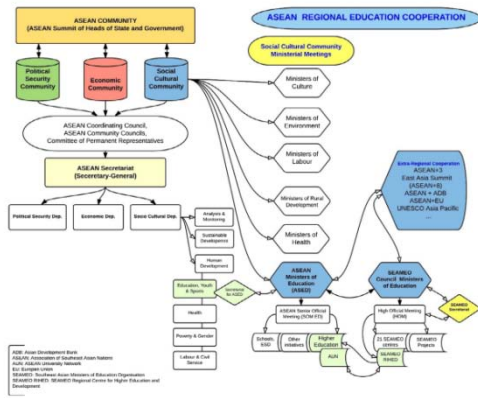 ASEAN COMMUNITY
(ASEAN Summit of Heads of State and Government)
ASEAN REGIONAL EDUCATION COOPERATION
Social Cultural Community
Ministerial Meetings
Political
Security
Community
Economic
Community
Social
Cultural
Community
Ministers of
Culture
Ministers of
Environment
Ministers of
Labour
Ministers of Rural
Development
Ministers of
Health
ASEAN Coordinating Council,
ASEAN Community Councils,
Committee of Permanent Representatives
ASEAN Secretariat
(Secretary-General)
Political Security Dep.
Economic Dep.
Social Cultural Dep.
Analysis &
Monitoring
Sustainable
Human
Development
Education, Youth
& Sports
Health
Poverty & Gender
Labour & Civil
Service
Extra Regional Cooperation
ASEAN+3
East Asia Summit
(ASEAN+8)
ASEAN + ADB
ASEAN+EU
UNESCO Asia Pacific
...
ASEAN
Ministers of
Education
(ASED)
SEAMEO
Council Ministers
of Education
SEAMEO
Secretariat
ASEAN Senior Official
Meeting (SOM ED)
High Official Meeting
(HOM)
Schools,
ESD
Other
initiatives
Higher
Education
AUN
21 SEAMEO
centres
SEAMEO
Projects
SEAMEO
RIHED
ADB: Asian Development Bank
ASEAN: Association of Southeast Asian Nations
AUN: ASEAN University Network
EU: European Union
SEAMEO: Southeast Asian Ministers of Education Organisation
SEAMEO RIHED: SEAMEO Regional Centre for Higher Education and
Development